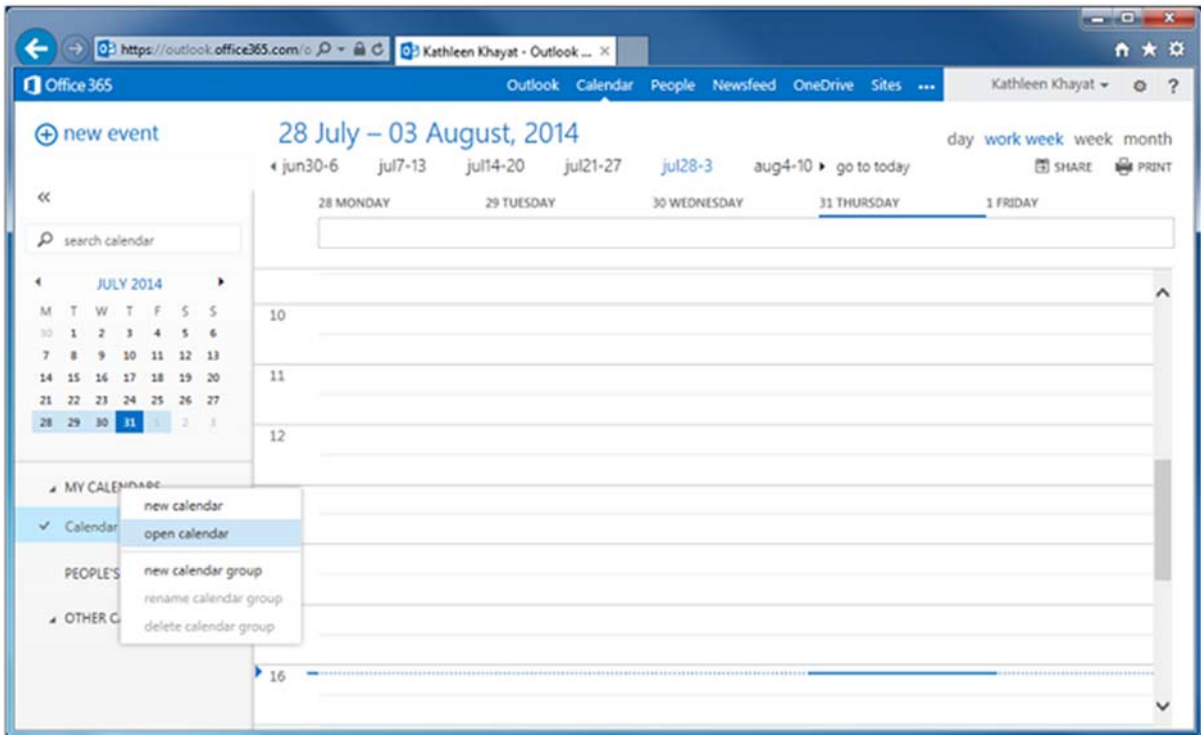 https://outlook.office365.com/o
Kathleen Khayat - Outlook ...
Office 365
Outlook Calendar People Newsfeed OneDrive Sites ...
Kathleen Khayat
?
new event
28 July – 03 August, 2014
day work week week month
jun30-6 jul7-13 jul14-20 jul21-27 jul28-3 aug4-10 go to today
SHARE PRINT
28 MONDAY 29 TUESDAY 30 WEDNESDAY 31 THURSDAY 1 FRIDAY
search calendar
JULY 2014
M T W T F S S
30 1 2 3 4 5 6
7 8 9 10 11 12 13
14 15 16 17 18 19 20
21 22 23 24 25 26 27
28 29 30 31 1 2 3
MY CALENDARS
Calendar
PEOPLE'S
OTHER C
new calendar
open calendar
new calendar group
rename calendar group
delete calendar group
10
11
12
16